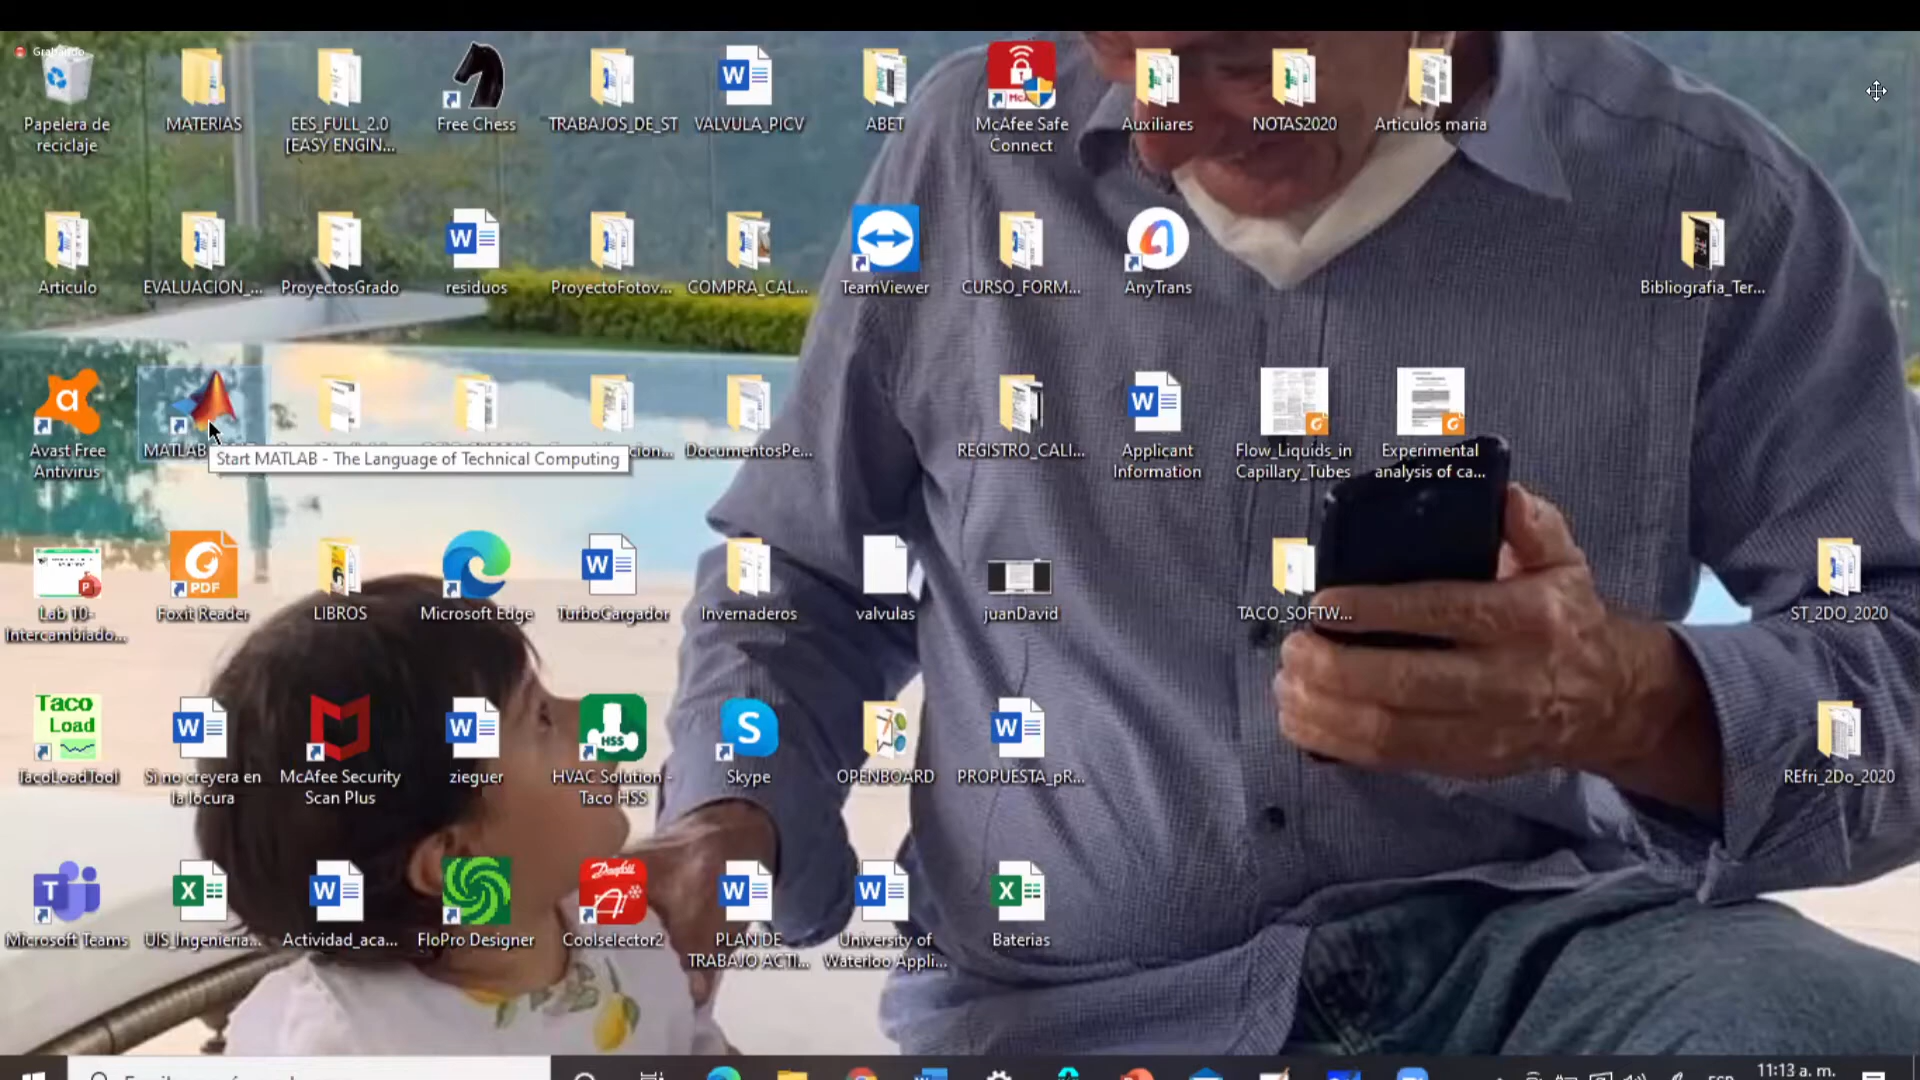 Grabando
Papelera de
reciclaje
MATERIAS
EES_FULL_2.0
[EASY ENGIN...
Free Chess
TRABAJOS_DE_ST
VALVULA_PICV
ABET
McAfee Safe
Connect
Auxiliares
NOTAS2020
Articulos maria
Articulo
EVALUACION_...
ProyectosGrado
residuos
ProyectoFotov...
COMPRA_CAL...
TeamViewer
CURSO_FORM...
AnyTrans
Bibliografia_Ter...
Avast Free
Antivirus
MATLAB
Start MATLAB - The Language of Technical Computing
cion...
DocumentosPe...
REGISTRO_CALI...
Applicant
Information
Flow_Liquids_in
Capillary_Tubes
Experimental
analysis of ca...
Lab 10-
Intercambiado...
PDF
Foxit Reader
LIBROS
Microsoft Edge
TurboCargador
Invernaderos
valvulas
juanDavid
TACO_SOFTW...
ST_2DO_2020
Taco
Load
TacoLoadTool
Si no creyera en
la locura
McAfee Security
Scan Plus
zieguer
HSS
HVAC Solution -
Taco HSS
Skype
OPENBOARD
PROPUESTA_pR...
REfri_2Do_2020
Microsoft Teams
UIS_Ingenieria...
Actividad_aca...
FloPro Designer
Danfoss
Coolselector2
PLAN DE
TRABAJO ACTI...
University of
Waterloo Appli...
Baterias
11:13 a. m.